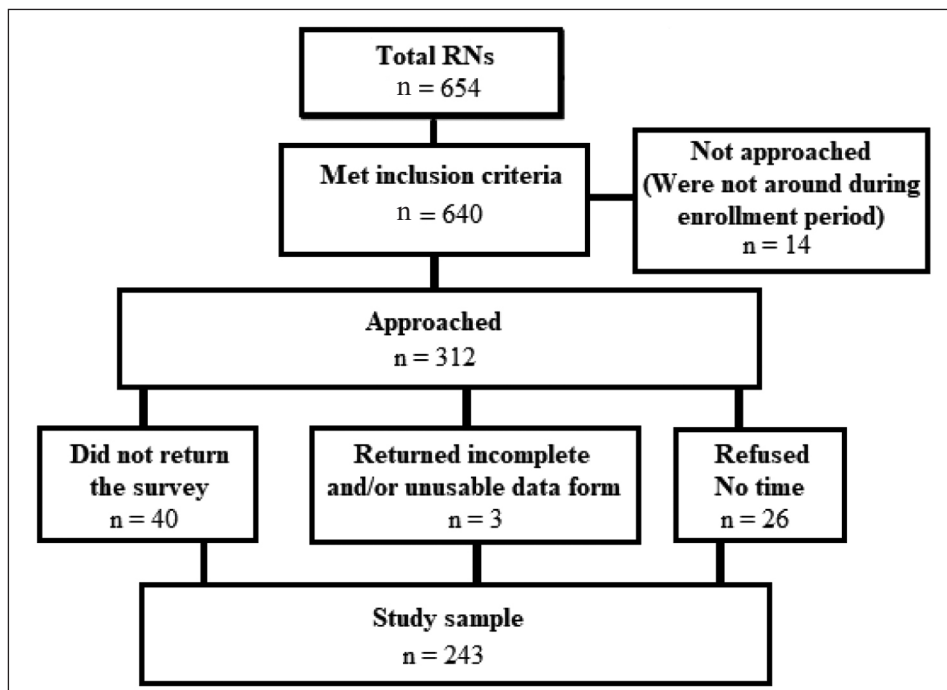 Total RNs
n = 654
Met inclusion criteria
n = 640
Not approached
(Were not around during
enrollment period)
n = 14
Approached
n = 312
Did not return
the survey
n = 40
Returned incomplete
and/or unusable data form
n = 3
Refused
No time
n = 26
Study sample
n = 243